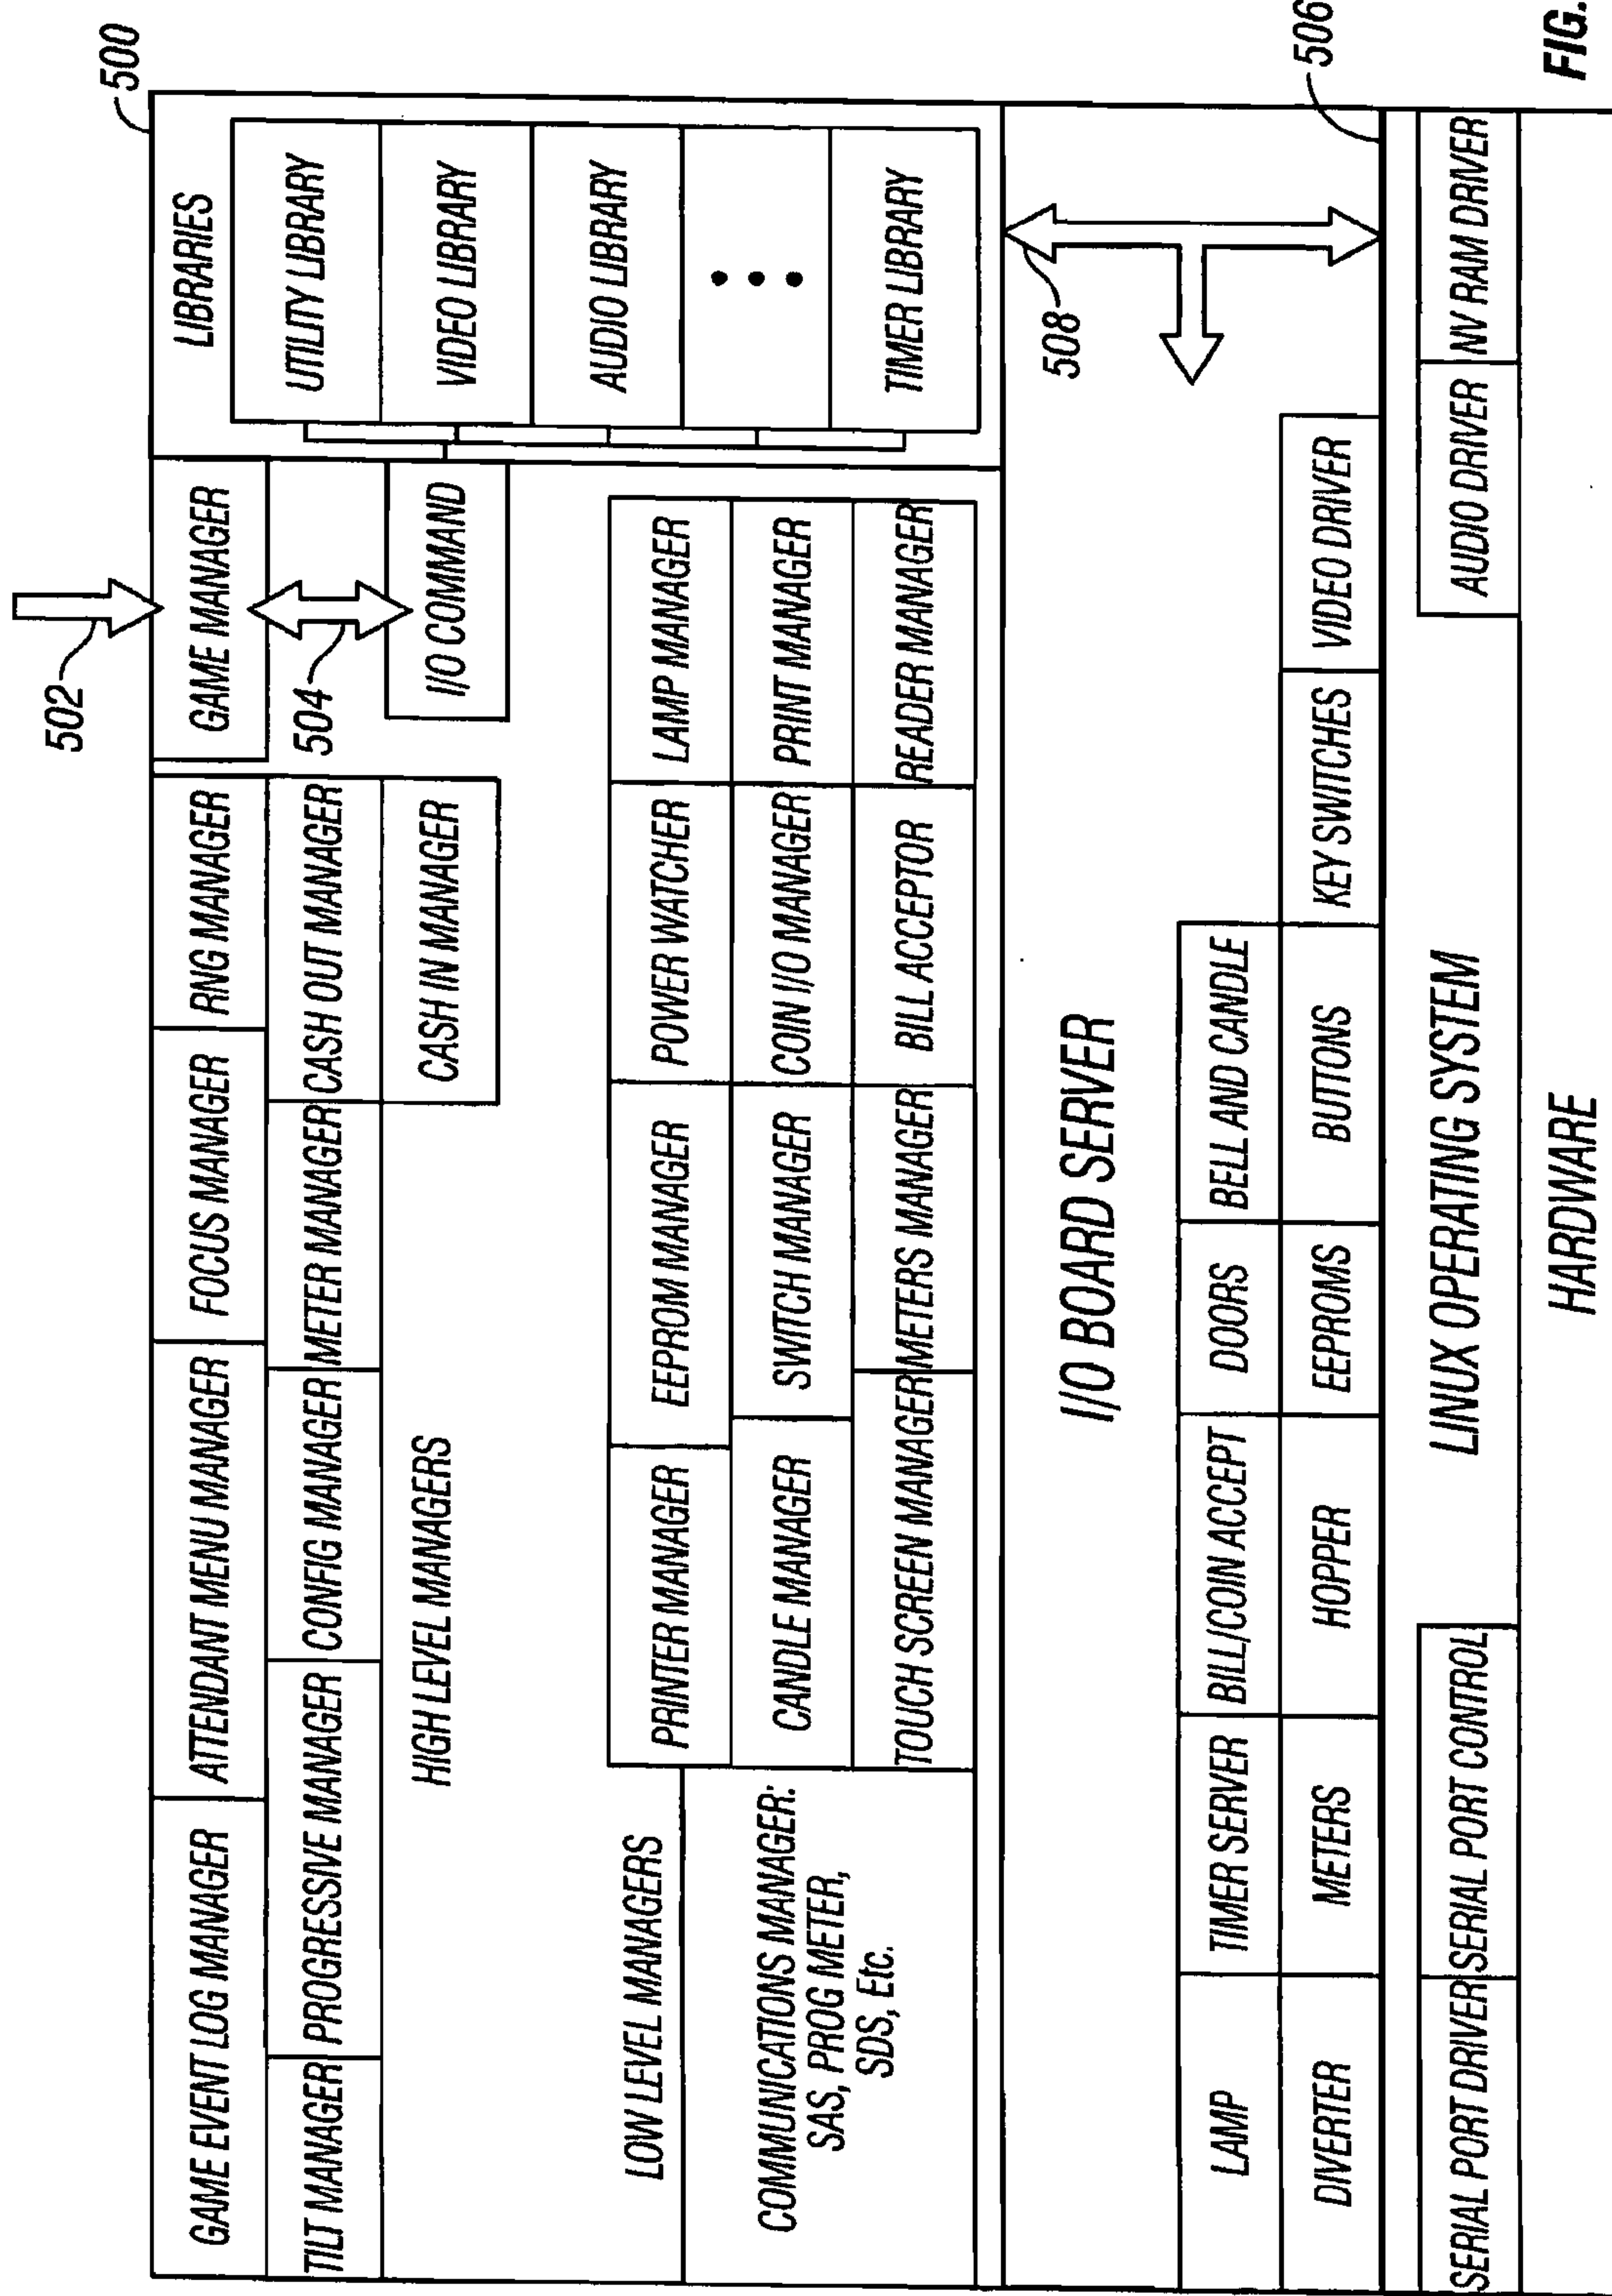 502
500
GAME EVENT LOG MANAGER
ATTENDANT MENU MANAGER
FOCUS MANAGER
RNG MANAGER
GAME MANAGER
LIBRARIES
TILT MANAGER
PROGRESSIVE MANAGER
CONFIG MANAGER
METER MANAGER
CASH OUT MANAGER
504
UTILITY LIBRARY
HIGH LEVEL MANAGERS
CASH IN MANAGER
I/O COMMAND
VIDEO LIBRARY
AUDIO LIBRARY
TIMER LIBRARY
LOW LEVEL MANAGERS
PRINTER MANAGER
EEPROM MANAGER
POWER WATCHER
LAMP MANAGER
COMMUNICATIONS MANAGER:
SAS, PROG METER,
SDS, Etc.
CANDLE MANAGER
SWITCH MANAGER
COIN I/O MANAGER
PRINT MANAGER
TOUCH SCREEN MANAGER
METERS MANAGER
BILL ACCEPTOR
READER MANAGER
I/O BOARD SERVER
508
LAMP
TIMER SERVER
BILL/COIN ACCEPT
DOORS
BELL AND CANDLE
DIVERTER
METERS
HOPPER
EEPROMS
BUTTONS
KEY SWITCHES
VIDEO DRIVER
506
SERIAL PORT DRIVER
SERIAL PORT CONTROL
LINUX OPERATING SYSTEM
AUDIO DRIVER
NV RAM DRIVER
HARDWARE
FIG.